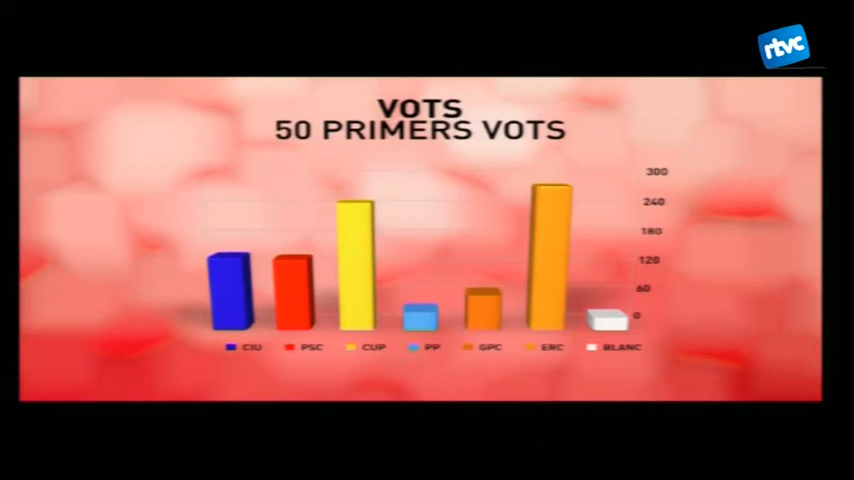 rtvc
VOTS
50 PRIMERS VOTS
300
240
180
120
60
0
CIU PSC CUP PP GPC ERC BLANC